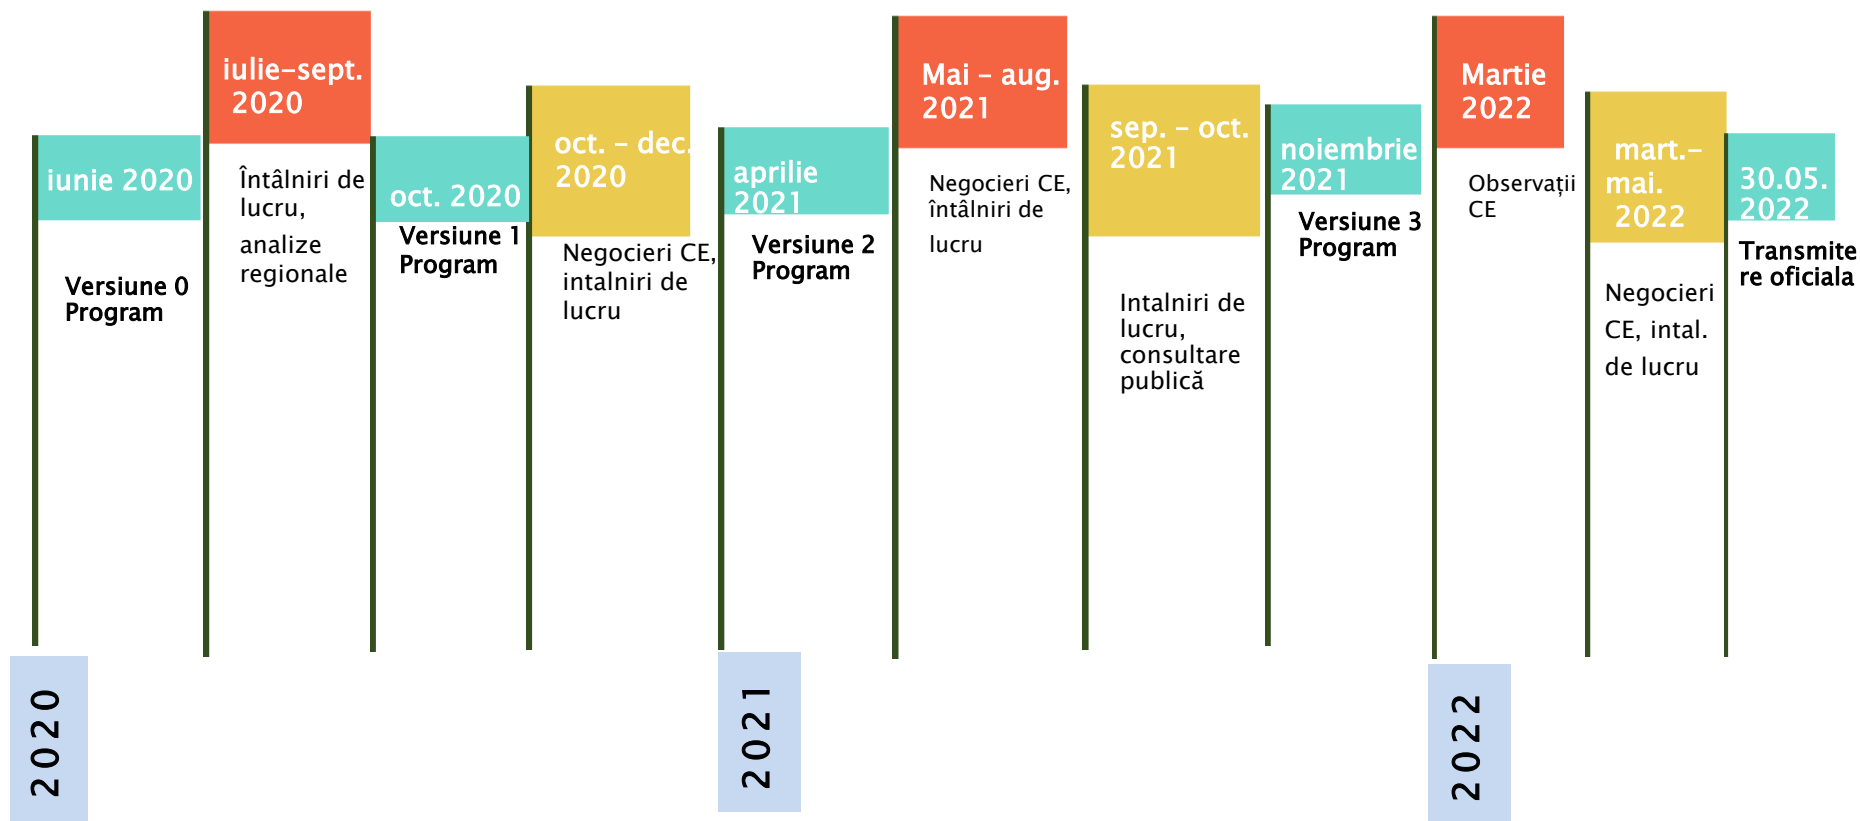 iunie 2020
Versiune 0
Program
iulie-sept.
2020
Întâlniri de
lucru,
analize
regionale
oct. 2020
Versiune 1
Program
oct. - dec.
2020
Negocieri CE,
intalniri de
lucru
aprilie
2021
Versiune 2
Program
Mai - aug.
2021
Negocieri CE,
întâlniri de
lucru
sep. - oct.
2021
Intalniri de
lucru,
consultare
publică
noiembrie
2021
Versiune 3
Program
Martie
2022
Observații
CE
mart.-
mai.
2022
Negocieri
CE, intal.
de lucru
30.05.
2022
Transmite
re oficiala
2020
2021
2022